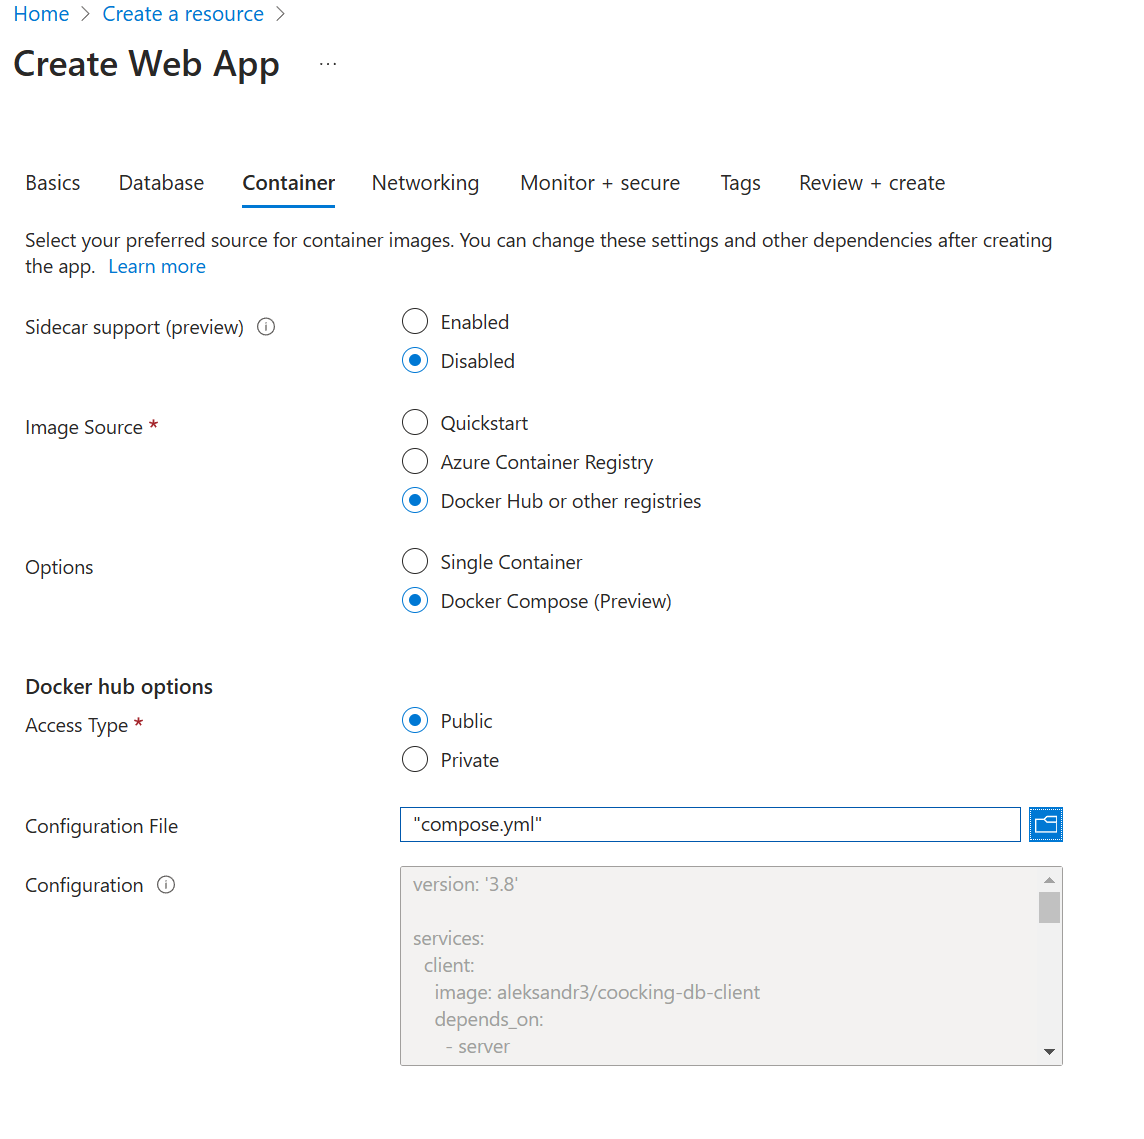 Home > Create a resource >
Create Web App ...
Basics Database Container Networking Monitor + secure Tags Review + create
Select your preferred source for container images. You can change these settings and other dependencies after creating
the app. Learn more
Sidecar support (preview)
Enabled
Disabled
Image Source *
Quickstart
Azure Container Registry
Docker Hub or other registries
Options
Single Container
Docker Compose (Preview)
Docker hub options
Access Type *
Public
Private
Configuration File
"compose.yml"
Configuration
version: '3.8'
services:
client:
image: aleksandr3/coocking-db-client
depends_on:
- server